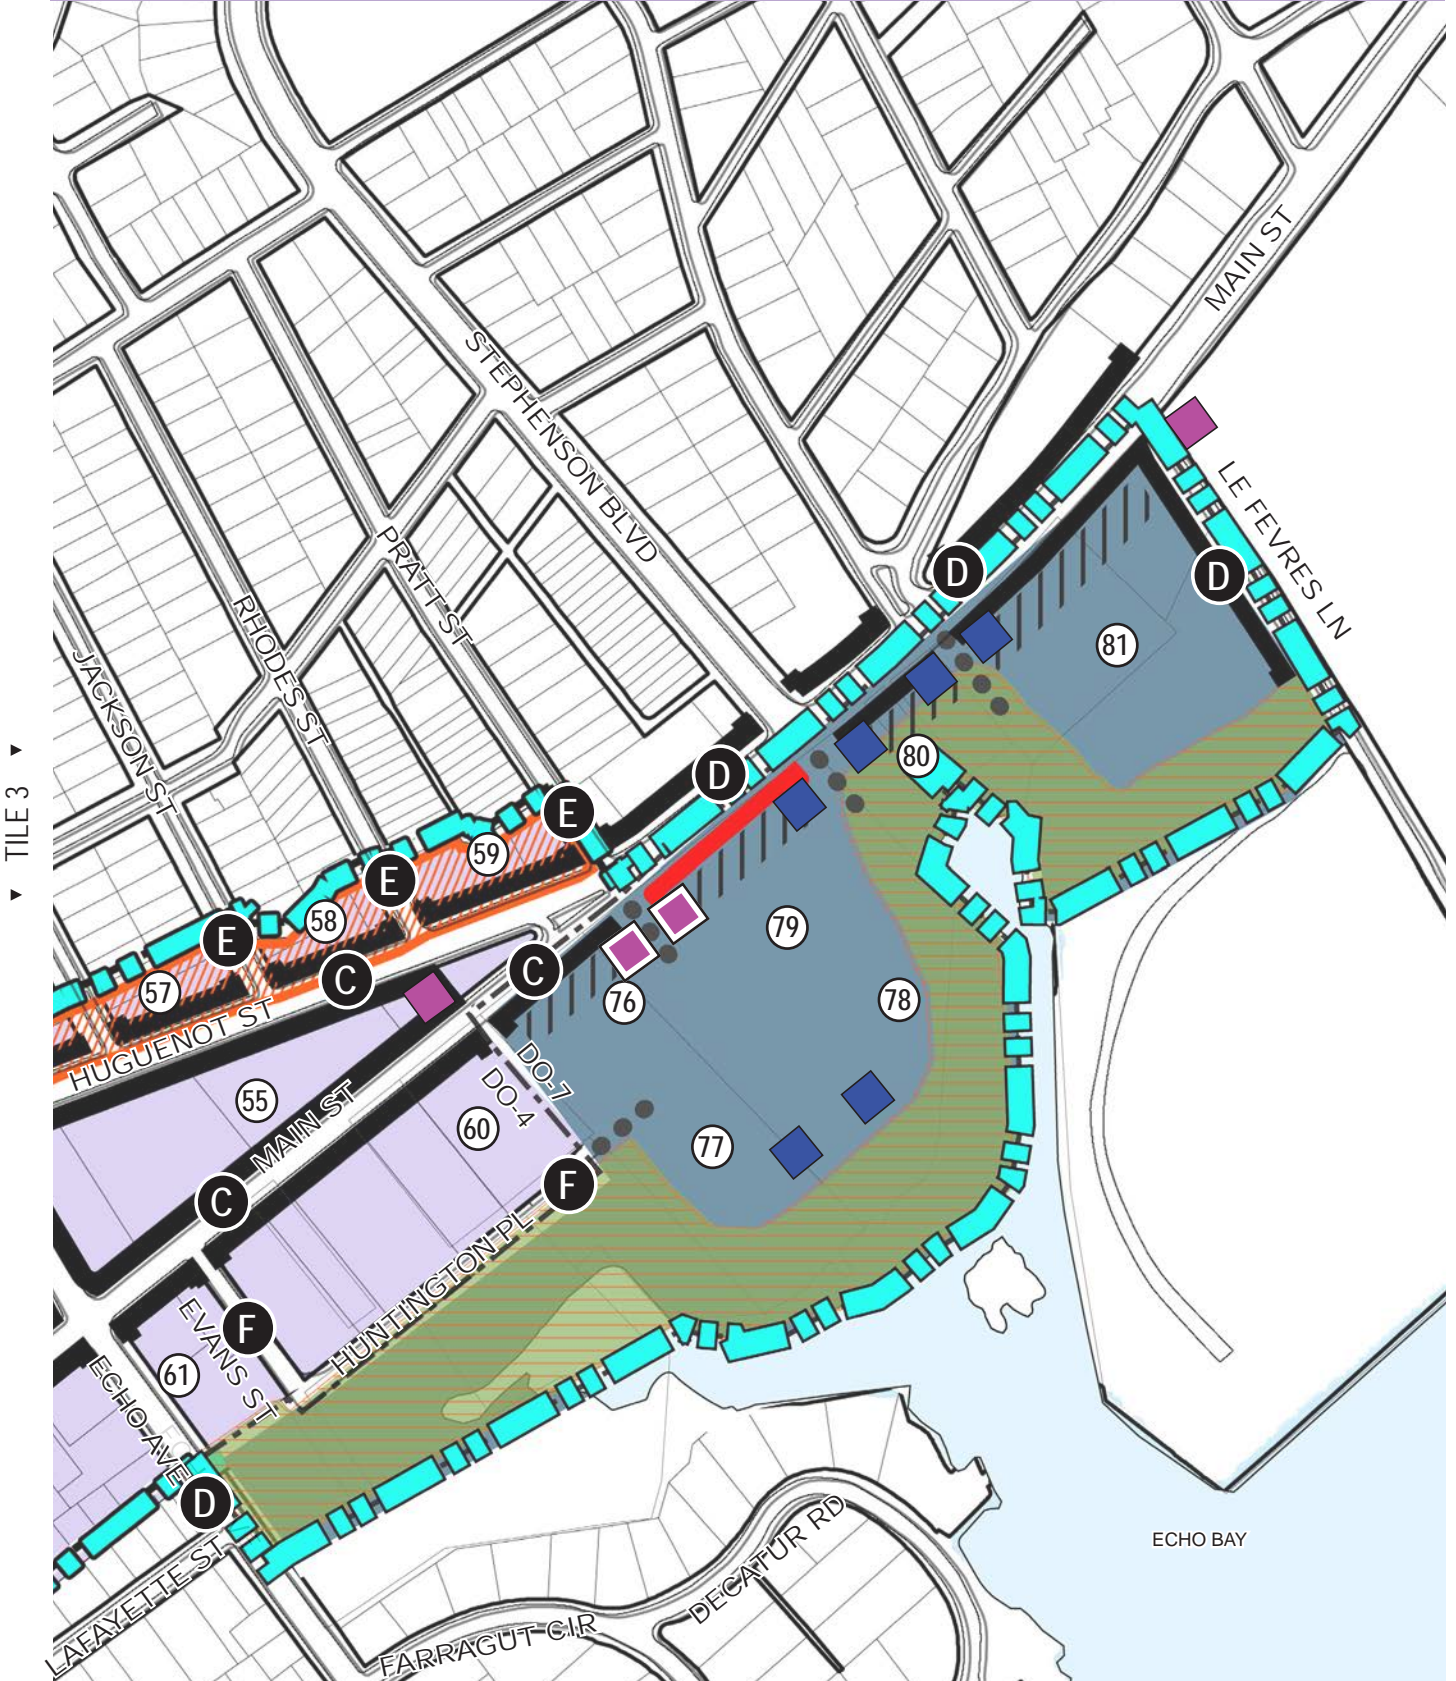 MAIN ST
STEPHENSON BLVD
LE FEVRES LN
D
D
PRATT ST
RHODES ST
81
JACKSON ST
80
▼ TILE 3 ▼
D
E
59
E
58
E
79
57
C
C
76
78
HUGUENOT ST
DO-7
DO-4
55
MAIN ST
60
77
C
F
HUNTINGTON PL
EVANS ST
F
61
ECHO AVE
D
LAFAYETTE ST
DECATUR RD
FARRAGUT CIR
ECHO BAY